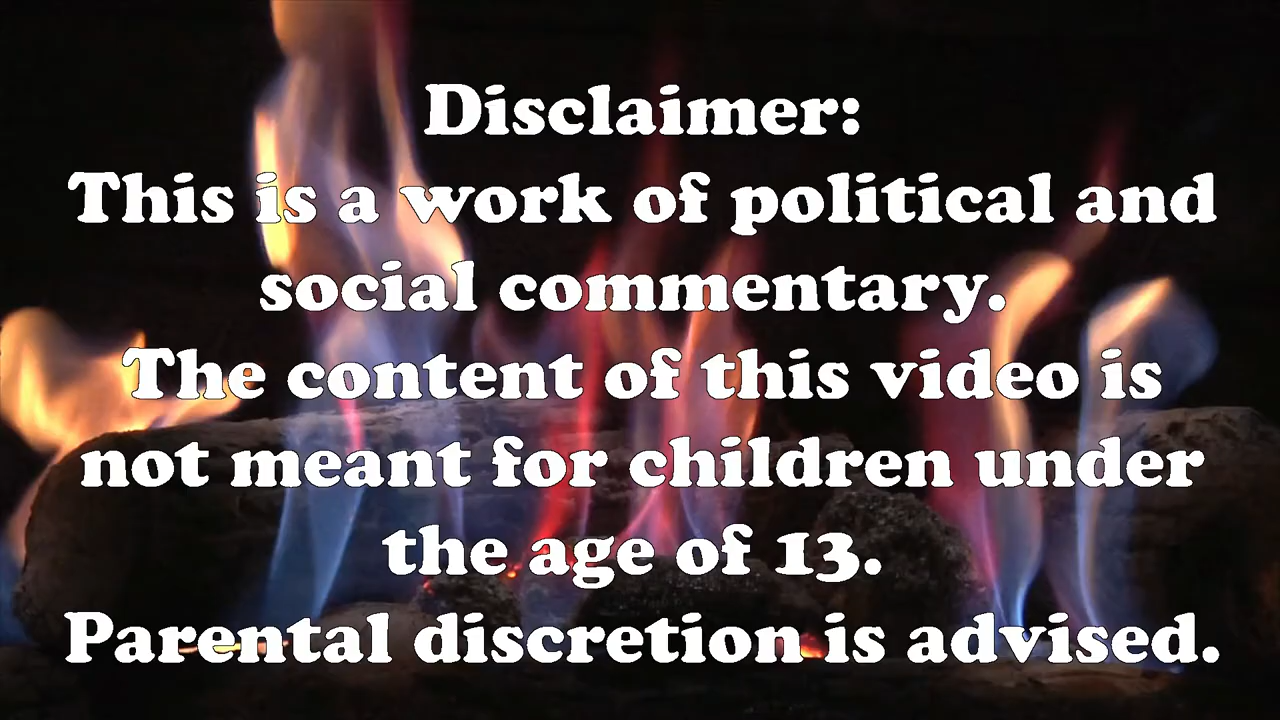 Disclaimer:
This is a work of political and
social commentary.
The content of this video is
not meant for children under
the age of 13.
Parental discretion is advised.